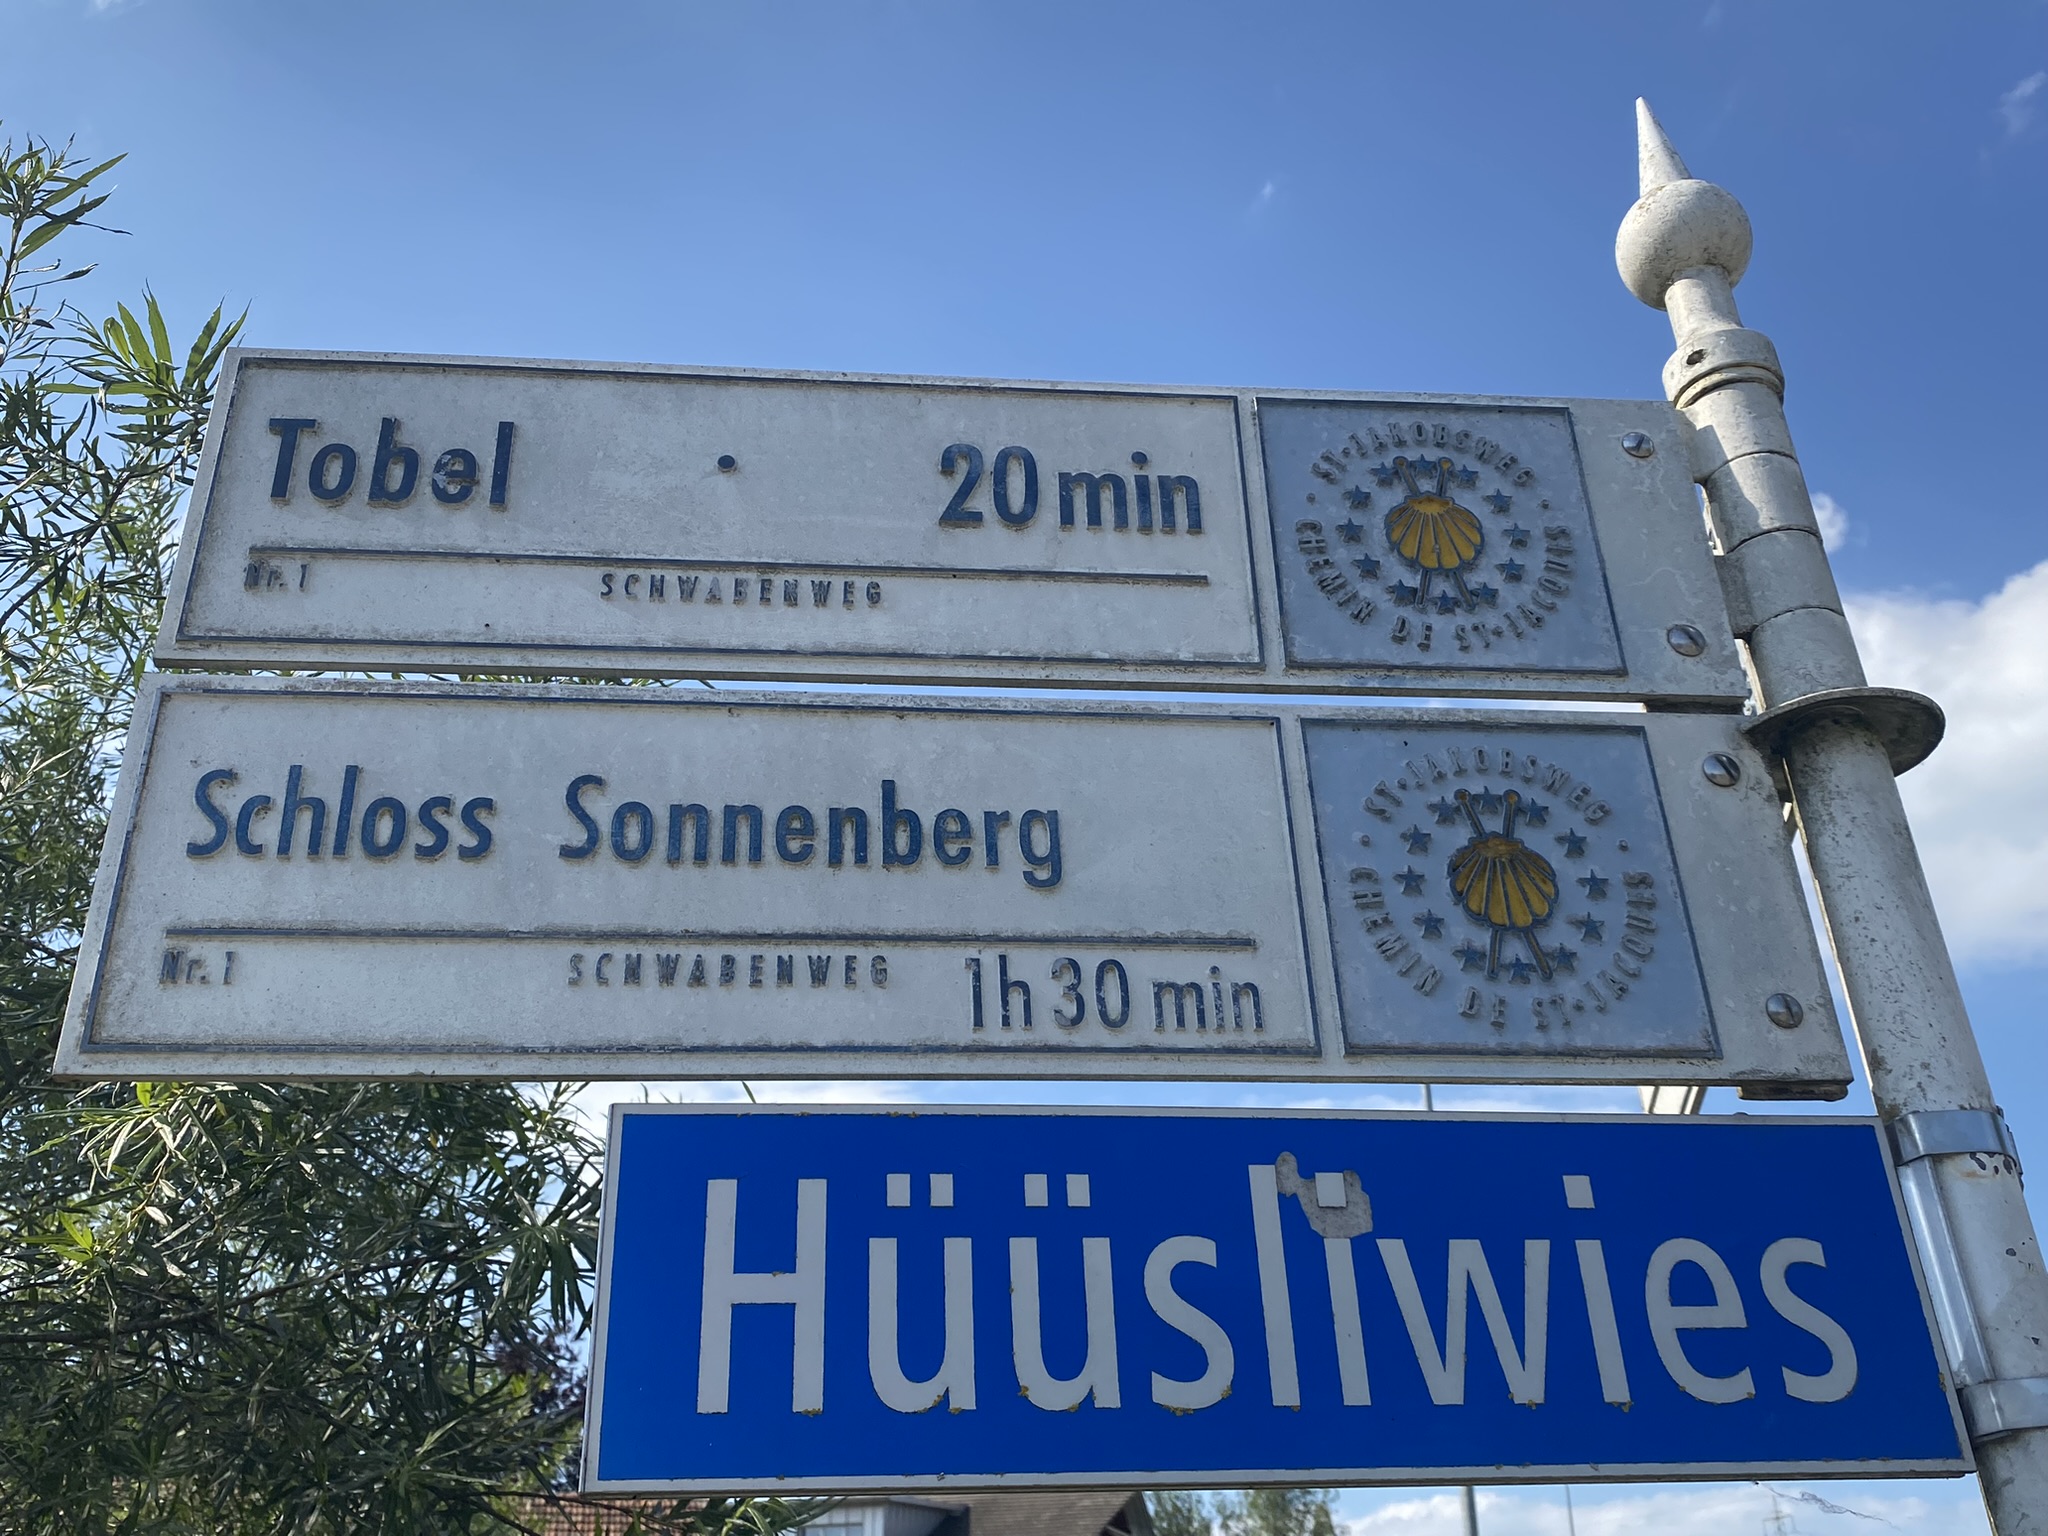 Tobel · 20 min
Nr. 1 SCHWABENWEG
· ST·JAKOBSWEG ·
CHEMIN DE ST·JACQUES
Schloss Sonnenberg
Nr. 1 SCHWABENWEG 1h 30 min
· ST·JAKOBSWEG ·
CHEMIN DE ST·JACQUES
Hüüsliwies